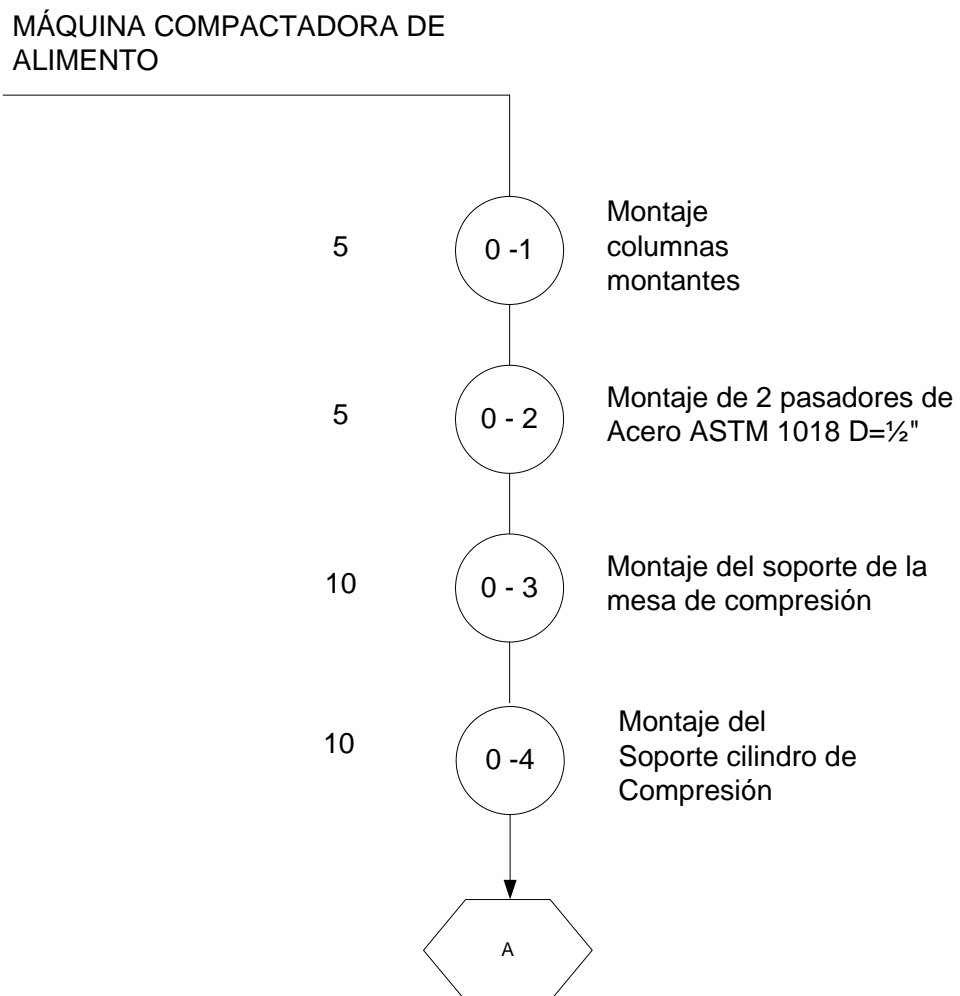 MÁQUINA COMPACTADORA DE
ALIMENTO
5
0 -1
Montaje
columnas
montantes
5
0 - 2
Montaje de 2 pasadores de
Acero ASTM 1018 D=½"
10
0 - 3
Montaje del soporte de la
mesa de compresión
10
0 -4
Montaje del
Soporte cilindro de
Compresión
A